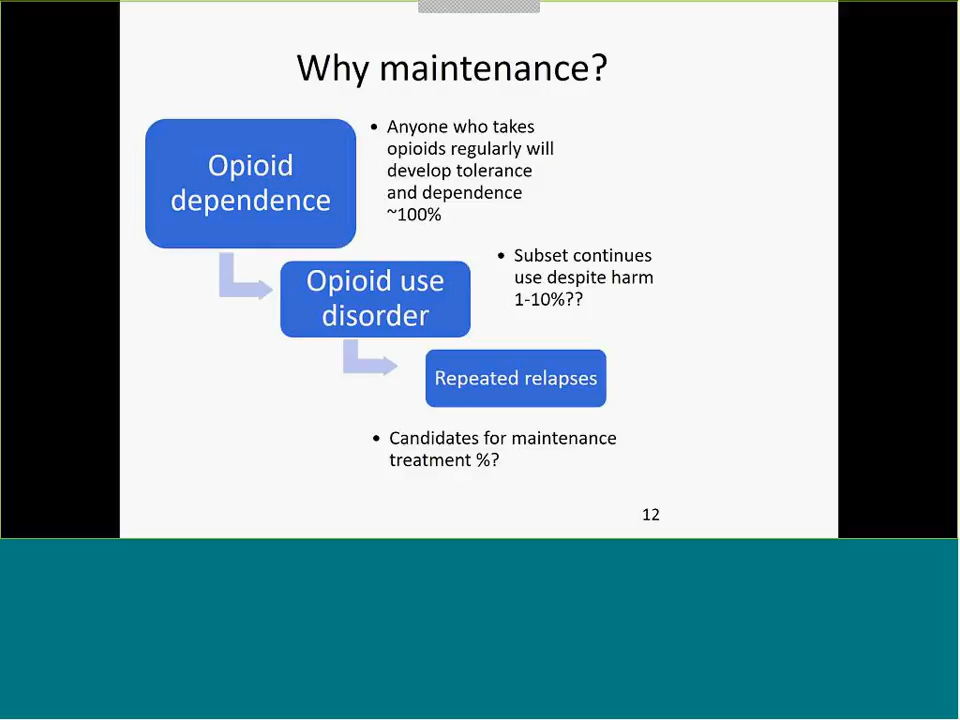 Why maintenance?
Opioid
dependence
• Anyone who takes
opioids regularly will
develop tolerance
and dependence
~100%
Opioid use
disorder
• Subset continues
use despite harm
1-10%??
Repeated relapses
• Candidates for maintenance
treatment %?
12